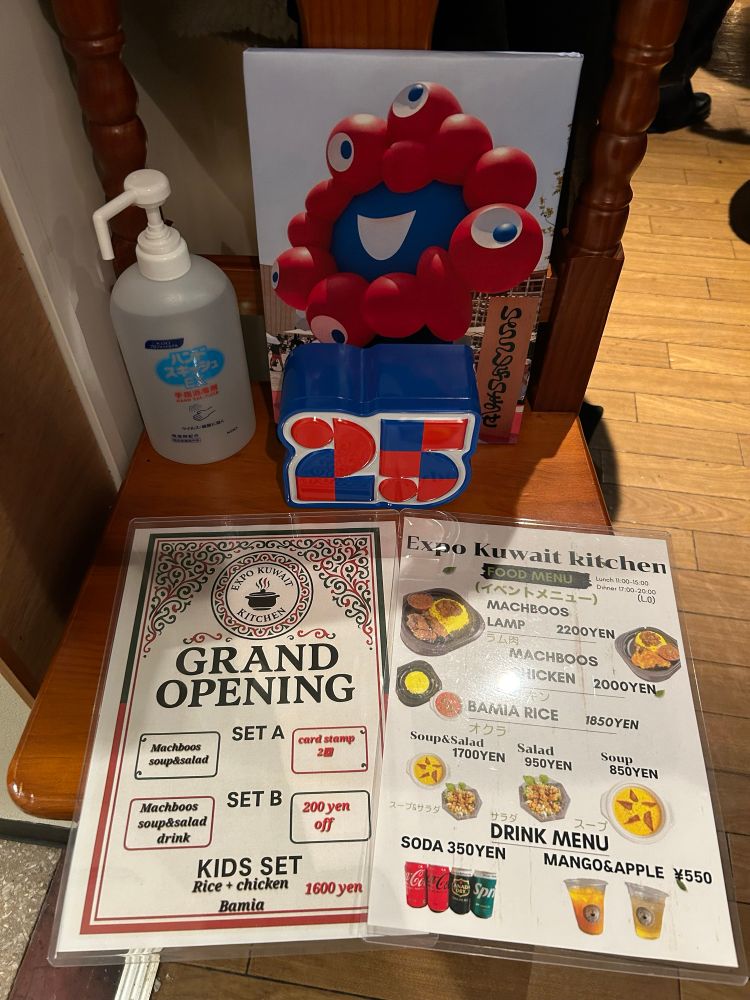 ハンド
スキッシュ
EX
手指消毒剤
25
EXPO KUWAIT
KITCHEN
GRAND
OPENING
SET A
Machboos
soup&salad
card stamp
2回
SET B
Machboos
soup&salad
drink
200 yen
off
KIDS SET
Rice + chicken
Bamia
1600 yen
Expo Kuwait kitchen
FOOD MENU
Lunch 11:00-15:00
Dinner 17:00-20:00
(L.O)
(イベントメニュー)
MACHBOOS
LAMP 2200YEN
ラム肉
MACHBOOS
CHICKEN 2000YEN
チキン
BAMIA RICE 1850YEN
オクラ
Soup&Salad
1700YEN
Salad
950YEN
Soup
850YEN
スープ&サラダ
サラダ
スープ
DRINK MENU
SODA 350YEN
MANGO&APPLE ¥550